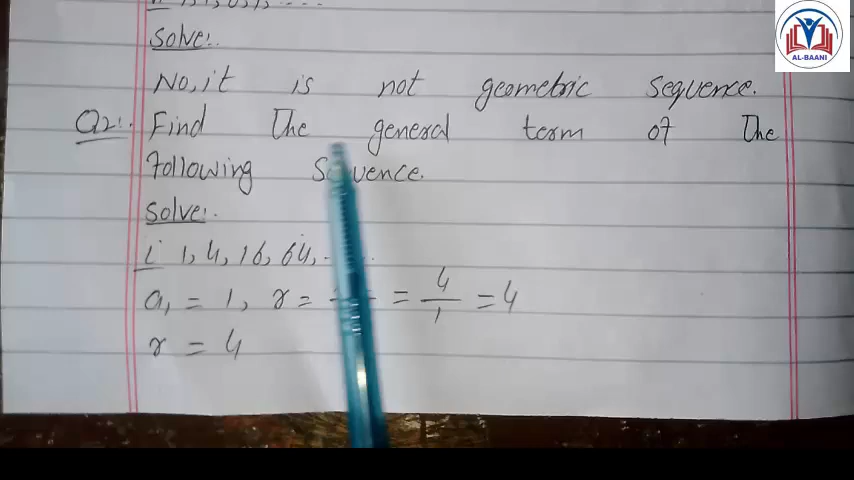 Solve:.
No, it is not geometric sequence.
Q2:. Find The general term of The
following Sequence.
Solve:.
i 1, 4, 16, 64, . . .
a₁ = 1, r = = 4/1 = 4
r = 4
AL-BAANI